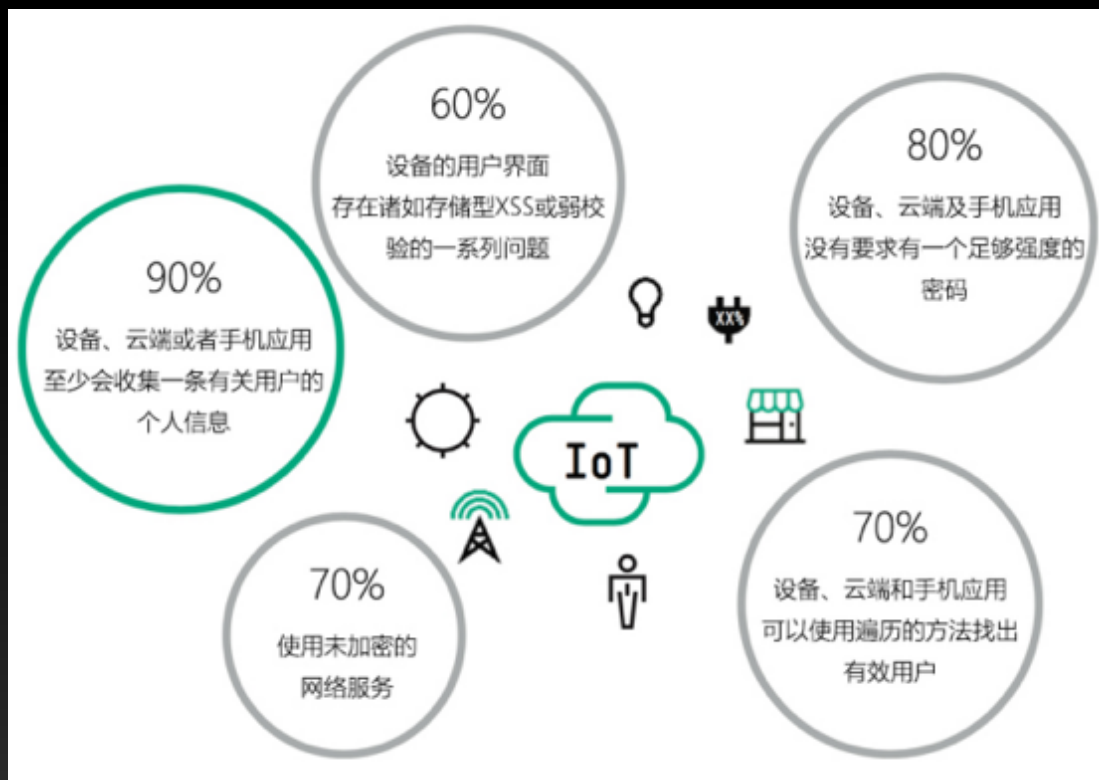 60%
设备的用户界面
存在诸如存储型XSS或弱校
验的一系列问题
80%
设备、云端及手机应用
没有要求有一个足够强度的
密码
90%
设备、云端或者手机应用
至少会收集一条有关用户的
个人信息
XX%
IoT
70%
使用未加密的
网络服务
70%
设备、云端和手机应用
可以使用遍历的方法找出
有效用户